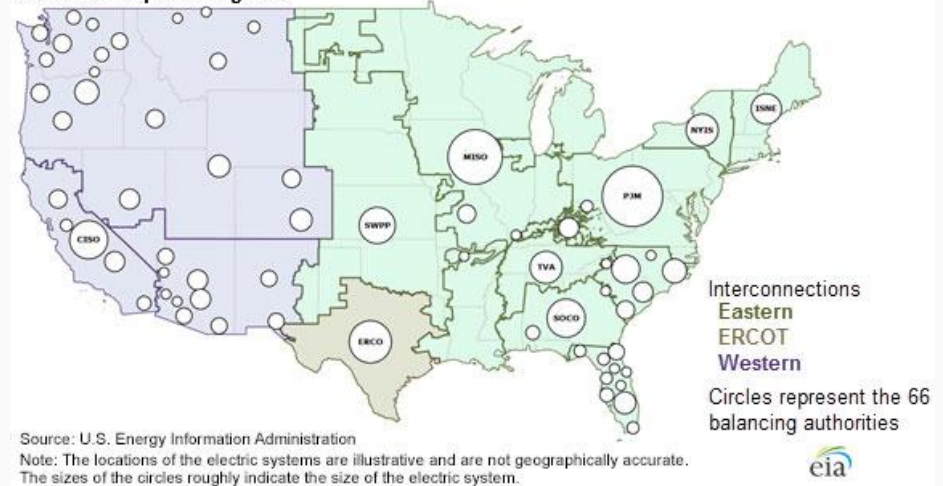 ISNE
NYIS
MISO
PJM
SWPP
CISO
TVA
SOCO
ERCO
Interconnections
Eastern
ERCOT
Western
Circles represent the 66
balancing authorities
Source: U.S. Energy Information Administration
Note: The locations of the electric systems are illustrative and are not geographically accurate.
The sizes of the circles roughly indicate the size of the electric system.
eia